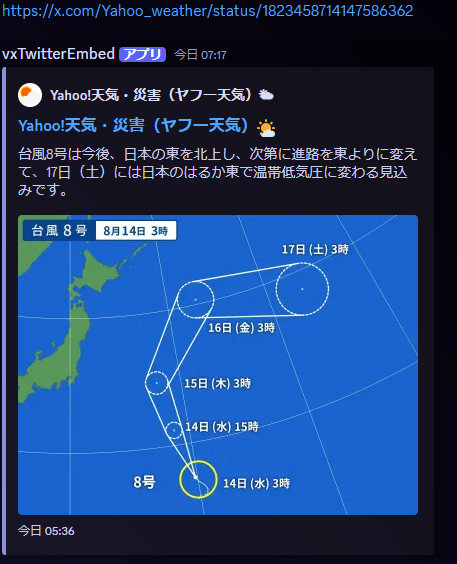 https://x.com/Yahoo_weather/status/1823458714147586362
vxTwitterEmbed アプリ 今日 07:17
Yahoo!天気・災害（ヤフー天気）🌥️
Yahoo!天気・災害（ヤフー天気）
台風8号は今後、日本の東を北上し、次第に進路を東よりに変え
て、17日（土）には日本のはるか東で温帯低気圧に変わる見込
みです。
台風 8号 8月14日 3時
17日 (土) 3時
16日 (金) 3時
15日 (木) 3時
14日 (水) 15時
8号
14日 (水) 3時
今日 05:36